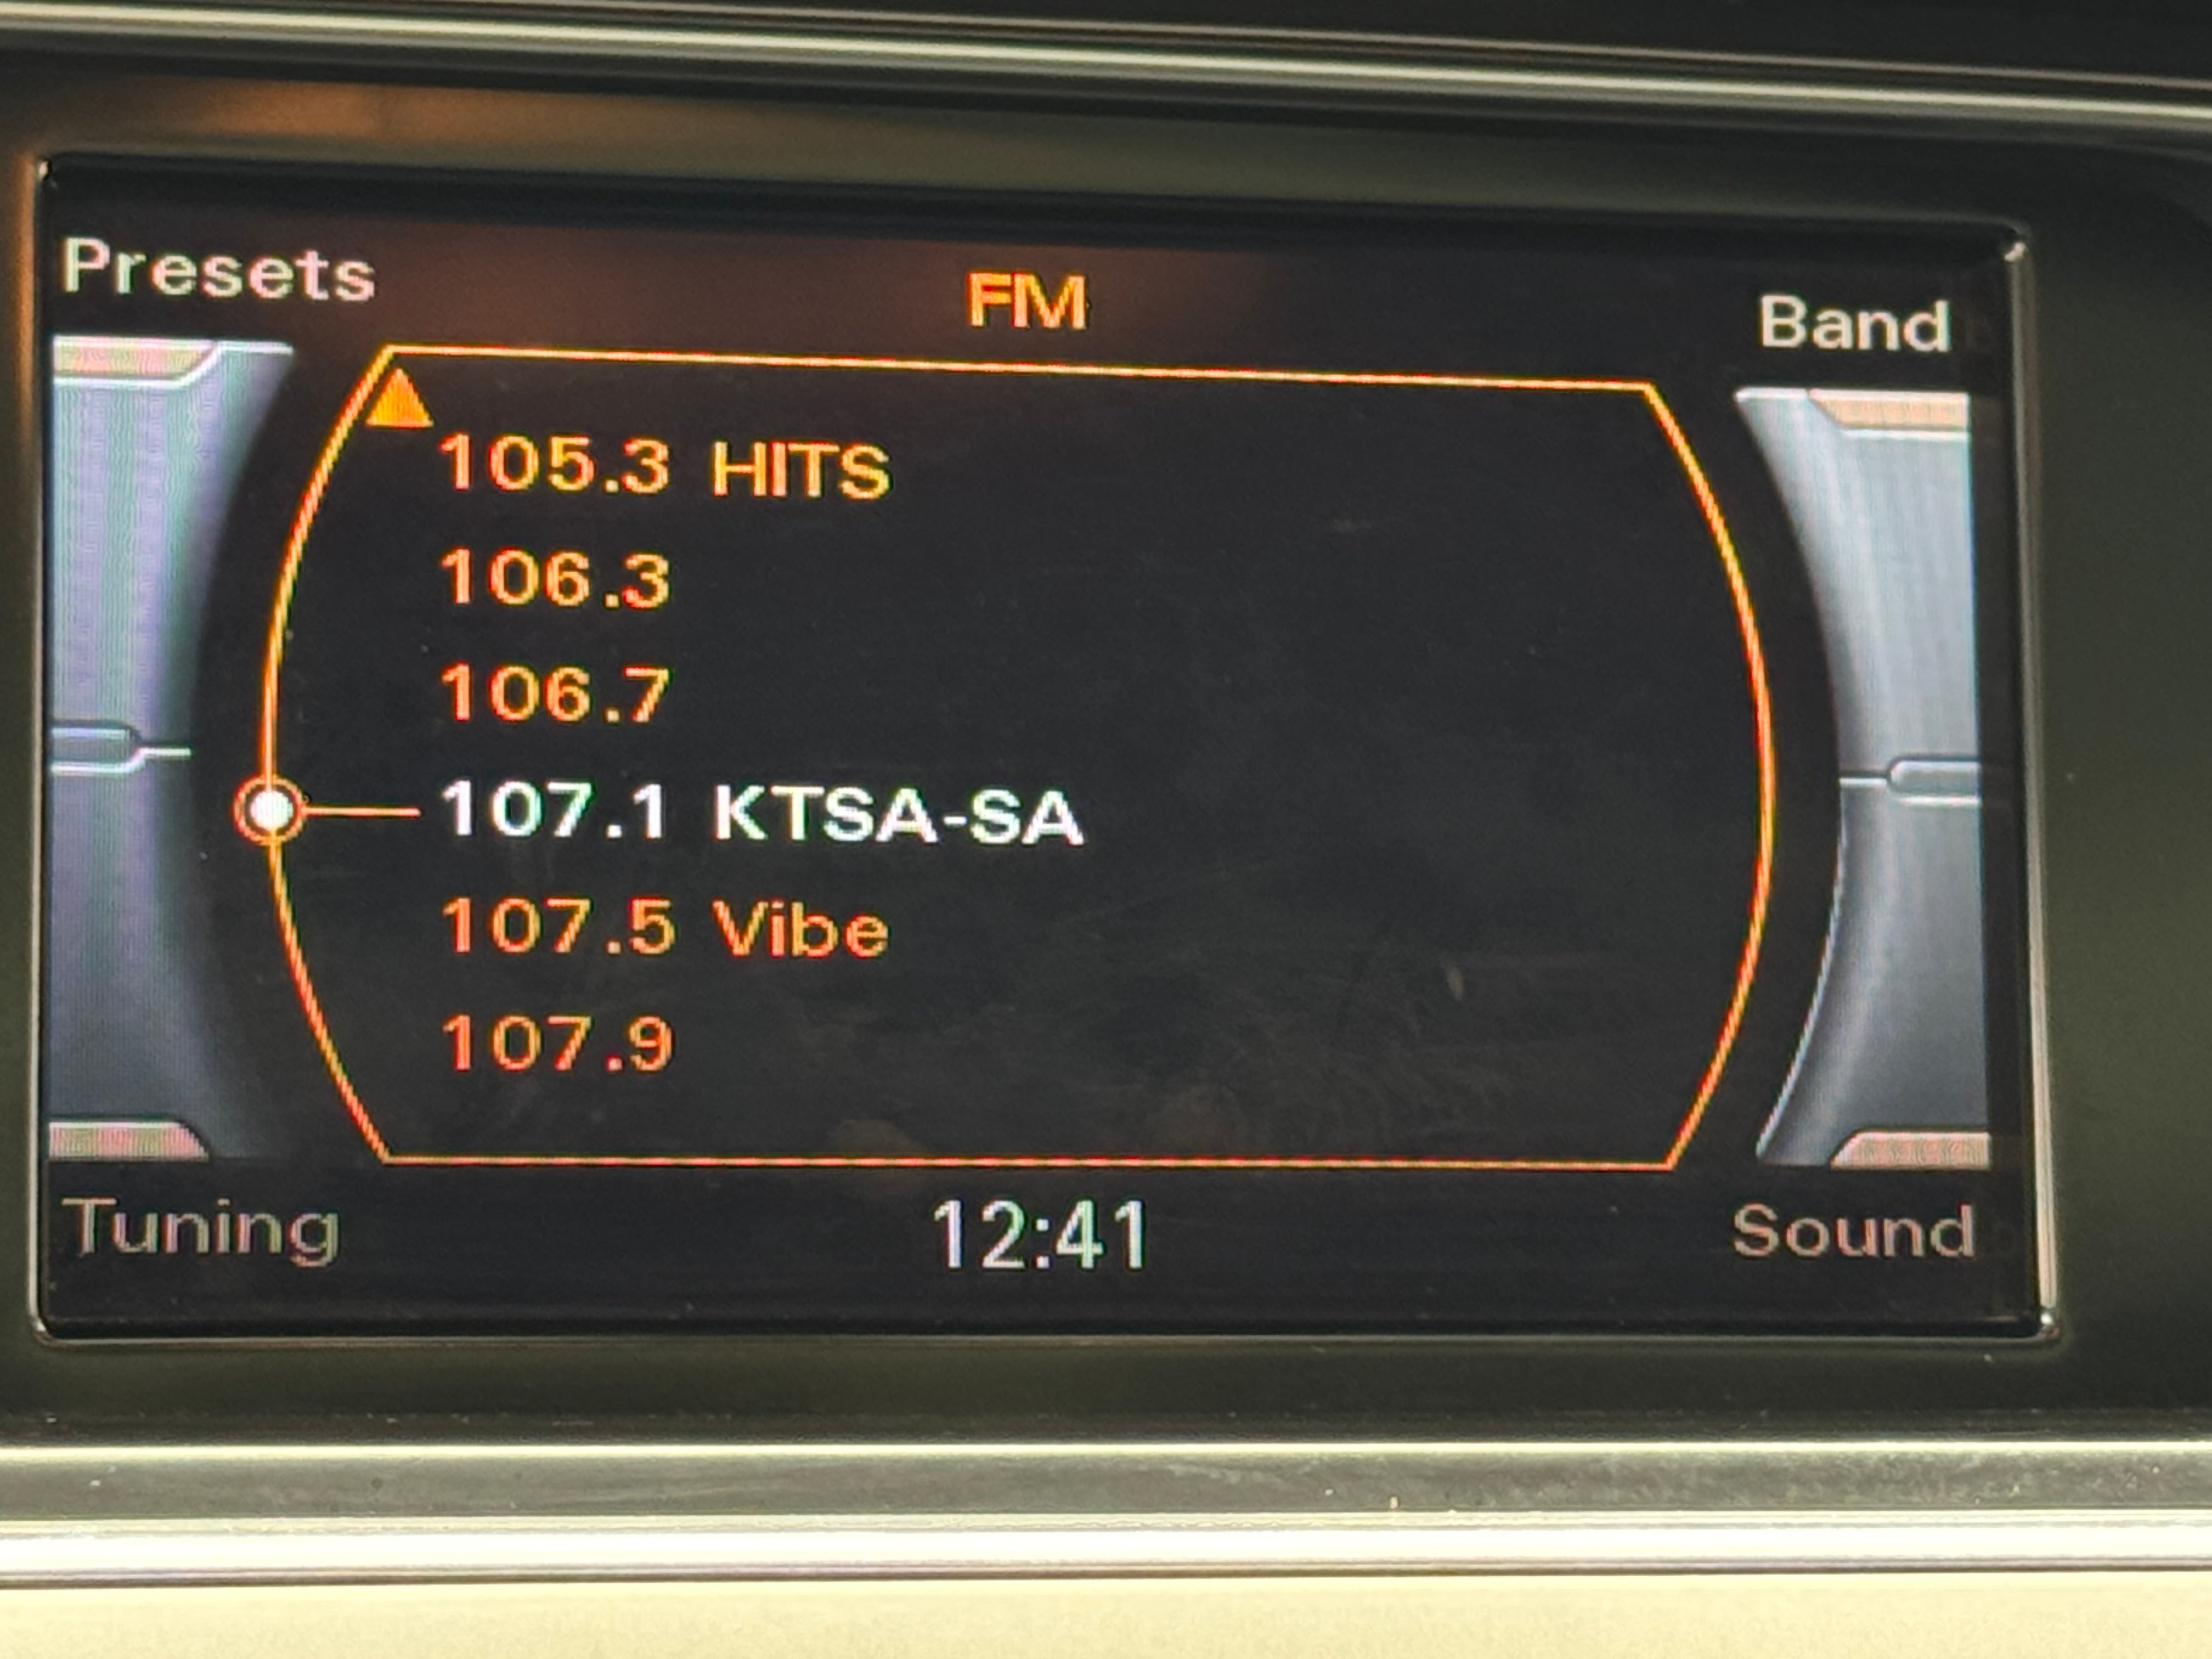 Presets
FM
Band
105.3 HITS
106.3
106.7
107.1 KTSA-SA
107.5 Vibe
107.9
Tuning
12:41
Sound